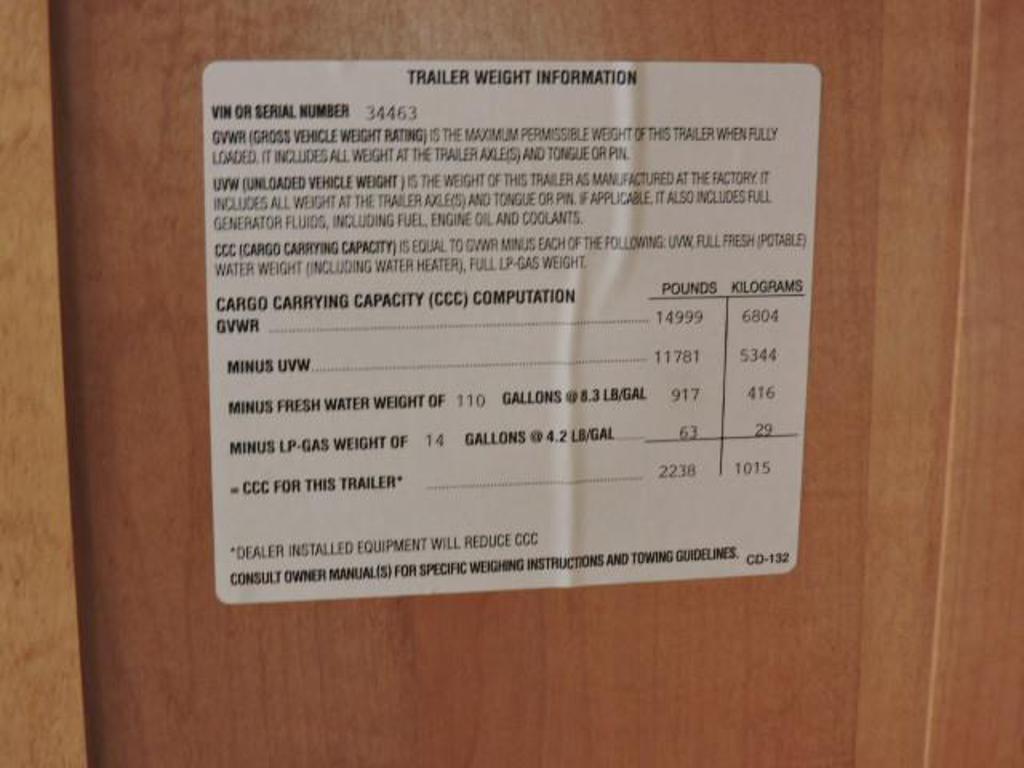 TRAILER WEIGHT INFORMATION
VIN OR SERIAL NUMBER 34463
GVWR (GROSS VEHICLE WEIGHT RATING) IS THE MAXIMUM PERMISSIBLE WEIGHT OF THIS TRAILER WHEN FULLY
LOADED. IT INCLUDES ALL WEIGHT AT THE TRAILER AXLE(S) AND TONGUE OR PIN.
UVW (UNLOADED VEHICLE WEIGHT ) IS THE WEIGHT OF THIS TRAILER AS MANUFACTURED AT THE FACTORY. IT
INCLUDES ALL WEIGHT AT THE TRAILER AXLE(S) AND TONGUE OR PIN. IF APPLICABLE, IT ALSO INCLUDES FULL
GENERATOR FLUIDS, INCLUDING FUEL, ENGINE OIL AND COOLANTS.
CCC (CARGO CARRYING CAPACITY) IS EQUAL TO GVWR MINUS EACH OF THE FOLLOWING: UVW, FULL FRESH (POTABLE)
WATER WEIGHT (INCLUDING WATER HEATER), FULL LP-GAS WEIGHT.
CARGO CARRYING CAPACITY (CCC) COMPUTATION POUNDS KILOGRAMS
GVWR 14999 6804
MINUS UVW 11781 5344
MINUS FRESH WATER WEIGHT OF 110 GALLONS @ 8.3 LB/GAL 917 416
MINUS LP-GAS WEIGHT OF 14 GALLONS @ 4.2 LB/GAL 63 29
= CCC FOR THIS TRAILER* 2238 1015
*DEALER INSTALLED EQUIPMENT WILL REDUCE CCC
CONSULT OWNER MANUAL(S) FOR SPECIFIC WEIGHING INSTRUCTIONS AND TOWING GUIDELINES. CD-132